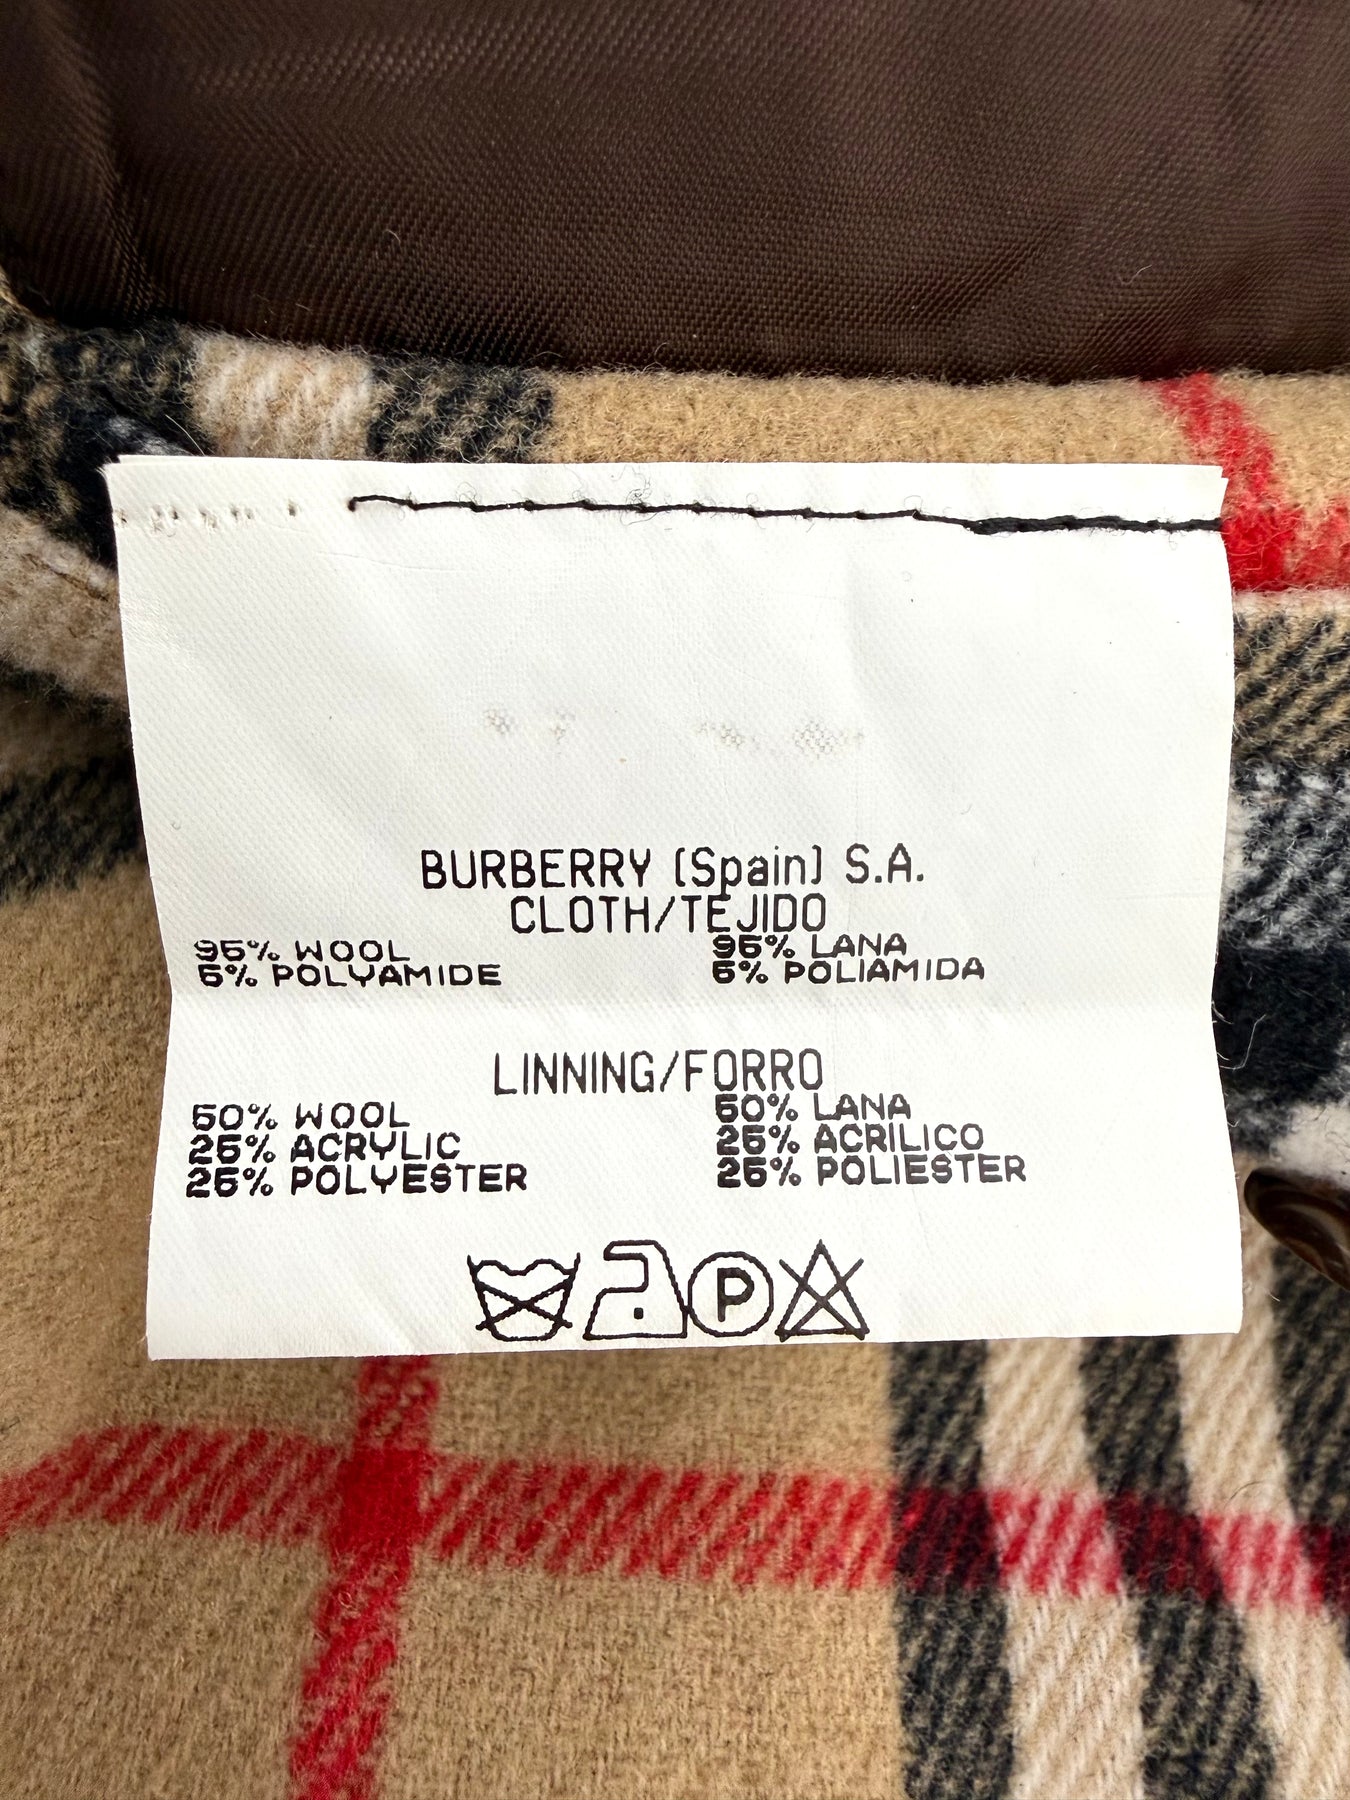 BURBERRY (Spain) S.A.
CLOTH/TEJIDO
95% WOOL 95% LANA
5% POLYAMIDE 5% POLIAMIDA
LINNING/FORRO
50% WOOL 50% LANA
25% ACRYLIC 25% ACRILICO
25% POLYESTER 25% POLIESTER
P